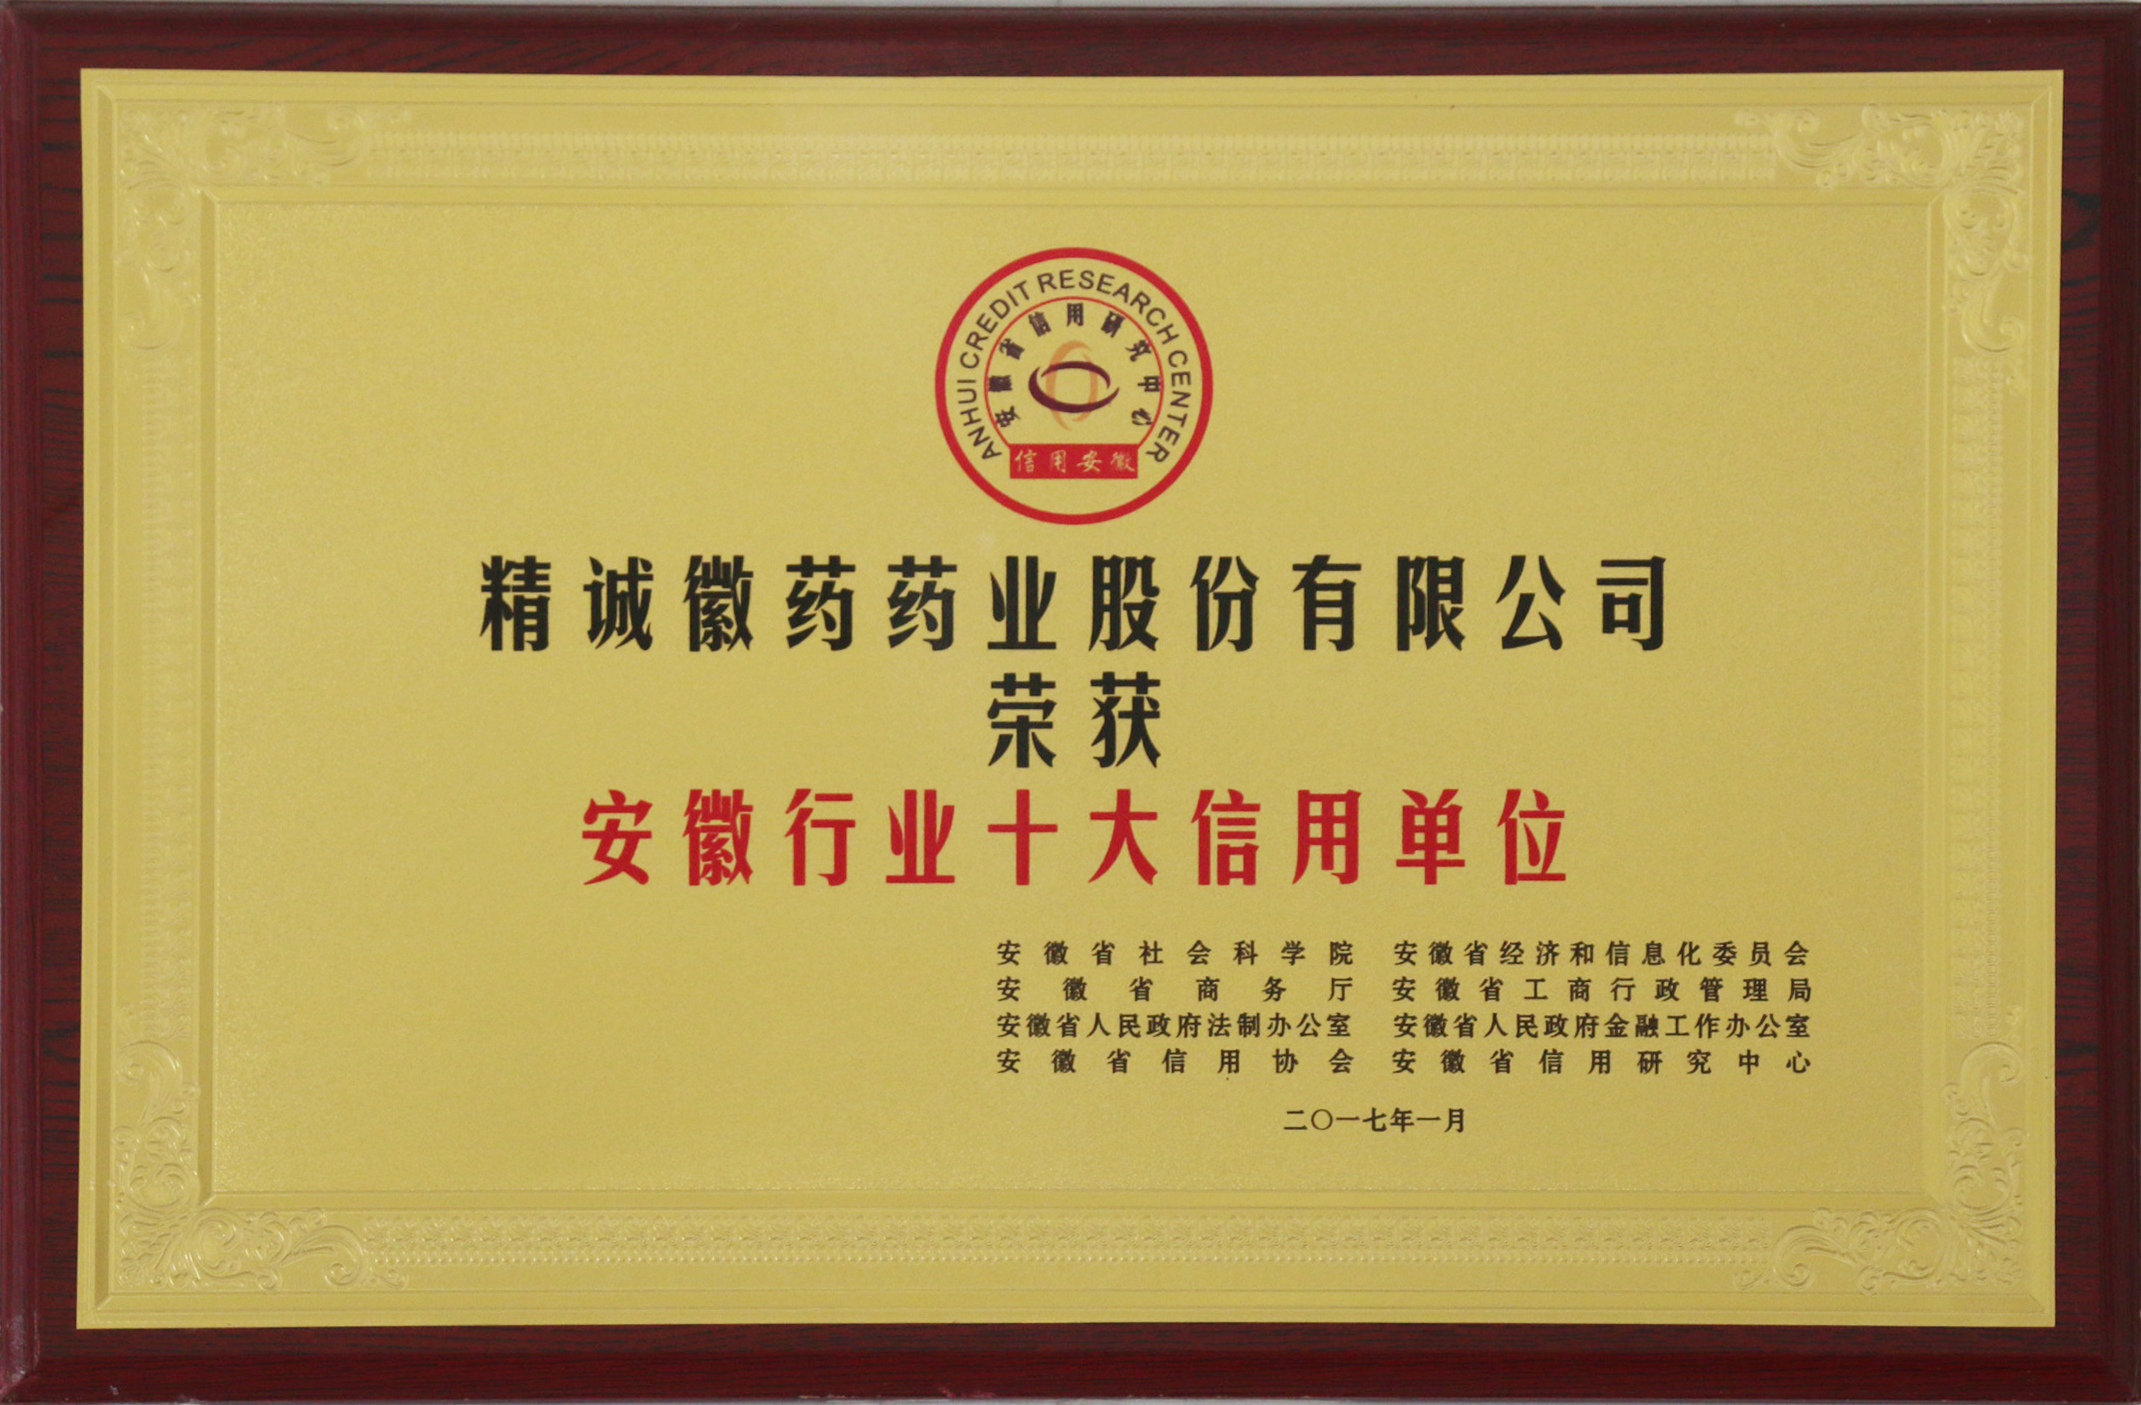 ANHUI CREDIT RESEARCH CENTER
安徽省信用研究中心
信用安徽
精诚徽药药业股份有限公司
荣获
安徽行业十大信用单位
安徽省社会科学院 安徽省经济和信息化委员会
安徽省商务厅 安徽省工商行政管理局
安徽省人民政府法制办公室 安徽省人民政府金融工作办公室
安徽省信用协会 安徽省信用研究中心
二〇一七年一月